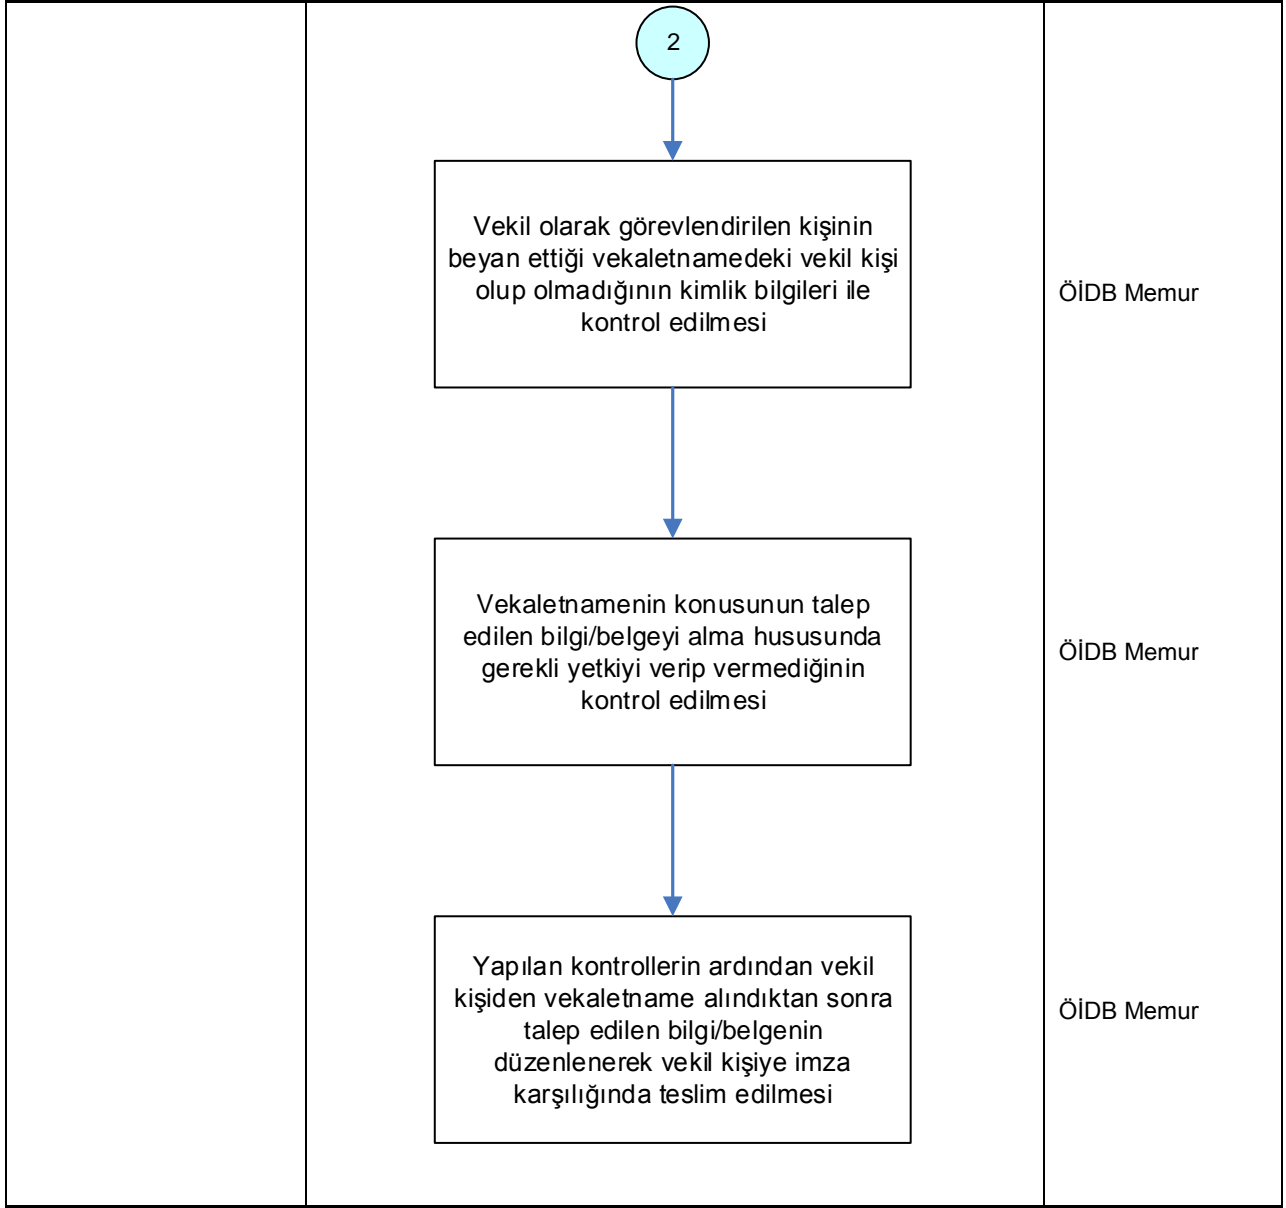 2
Vekil olarak görevlendirilen kişinin
beyan ettiği vekaletnamedeki vekil kişi
olup olmadığının kimlik bilgileri ile
kontrol edilmesi
ÖİDB Memur
Vekaletnamenin konusunun talep
edilen bilgi/belgeyi alma hususunda
gerekli yetkiyi verip vermediğinin
kontrol edilmesi
ÖİDB Memur
Yapılan kontrollerin ardından vekil
kişiden vekaletname alındıktan sonra
talep edilen bilgi/belgenin
düzenlenerek vekil kişiye imza
karşılığında teslim edilmesi
ÖİDB Memur